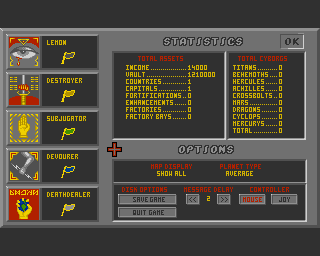 STATISTICS
OK
LEMON
DESTROYER
SUBJUGATOR
DEVOURER
DEATHDEALER
TOTAL ASSETS
INCOME..........14000
VAULT...........1210000
COUNTRIES.......1
CAPITALS........1
FORTIFICATIONS..0
ENHANCEMENTS....0
FACTORIES.......0
FACTORY BAYS....0
TOTAL CYBORGS
TITANS......0
BEHEMOTHS...0
HERCULES....0
ACHILLES....0
CROSSBOLTS..0
MARS........0
DRAGONS.....0
CYCLOPS.....0
MERCURYS....0
TOTAL.......0
OPTIONS
MAP DISPLAY
SHOW ALL
PLANET TYPE
AVERAGE
DISK OPTIONS
SAVE GAME
QUIT GAME
MESSAGE DELAY
<< 2 >>
CONTROLLER
MOUSE
JOY